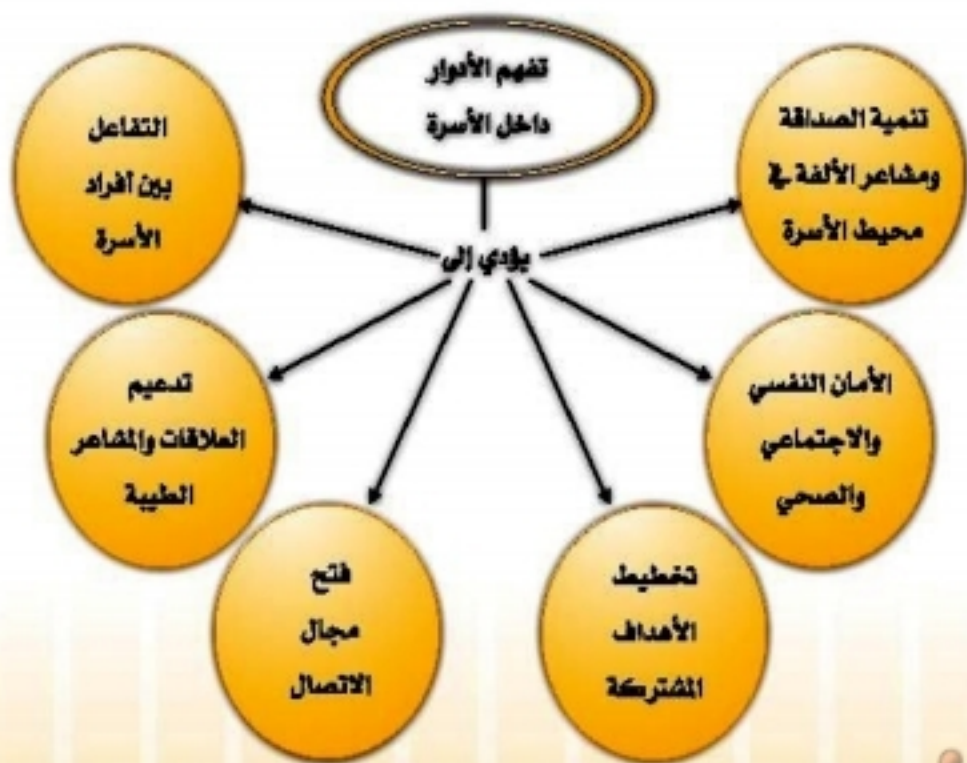 تفهم الأدوار
داخل الأسرة
يؤدي إلى
تنمية الصداقة
ومشاعر الألفة في
محيط الأسرة
الأمان النفسي
والاجتماعي
والصحي
تخطيط
الأهداف
المشتركة
فتح
مجال
الاتصال
تدعيم
العلاقات والمشاعر
الطيبة
التفاعل
بين أفراد
الأسرة